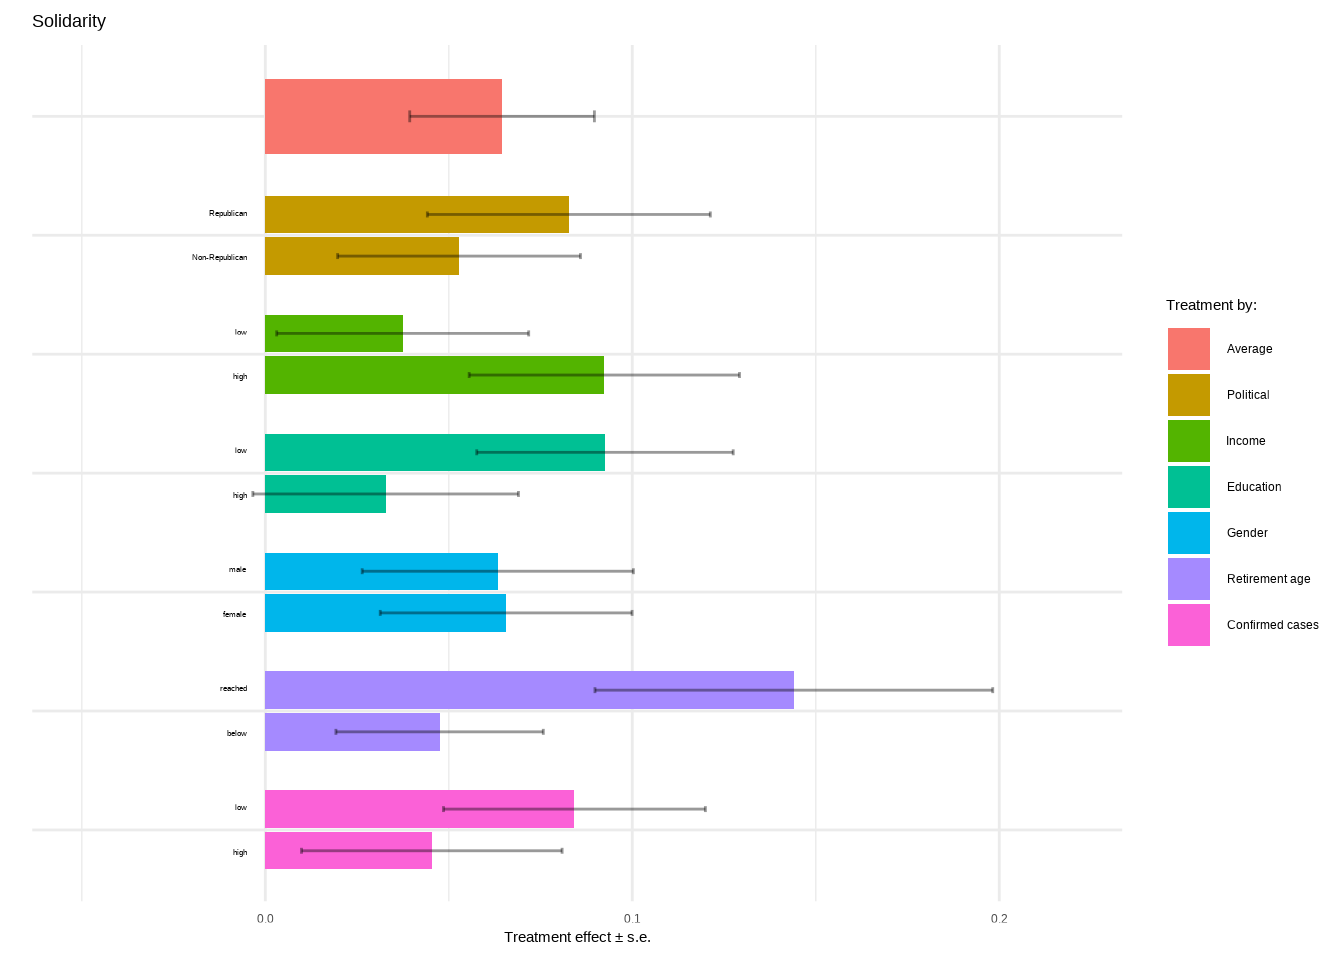 Solidarity
Republican
Non-Republican
low
high
low
high
male
female
reached
below
low
high
0.0
0.1
0.2
Treatment effect ± s.e.
Treatment by:
Average
Political
Income
Education
Gender
Retirement age
Confirmed cases